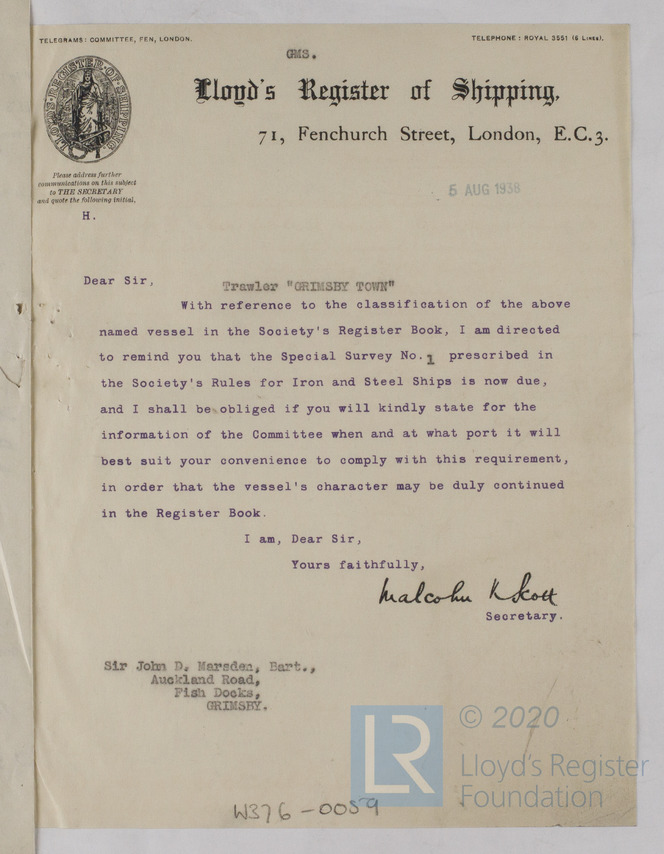 TELEGRAMS: COMMITTEE, FEN, LONDON.
TELEPHONE: ROYAL 3551 (6 LINES).
GMS.
Lloyd's Register of Shipping,
71, Fenchurch Street, London, E.C.3.
LLOYD'S REGISTER OF SHIPPING
Please address further
communications on this subject
to THE SECRETARY
and quote the following initial.
H.
5 AUG 1938
Dear Sir,
Trawler "GRIMSBY TOWN"
With reference to the classification of the above
named vessel in the Society's Register Book, I am directed
to remind you that the Special Survey No. 1 prescribed in
the Society's Rules for Iron and Steel Ships is now due,
and I shall be obliged if you will kindly state for the
information of the Committee when and at what port it will
best suit your convenience to comply with this requirement,
in order that the vessel's character may be duly continued
in the Register Book.
I am, Dear Sir,
Yours faithfully,
Malcolm K Scott
Secretary.
Sir John D. Marsden, Bart.,
Auckland Road,
Fish Docks,
GRIMSBY.
LR
© 2020
Lloyd's Register
Foundation
W376-0059